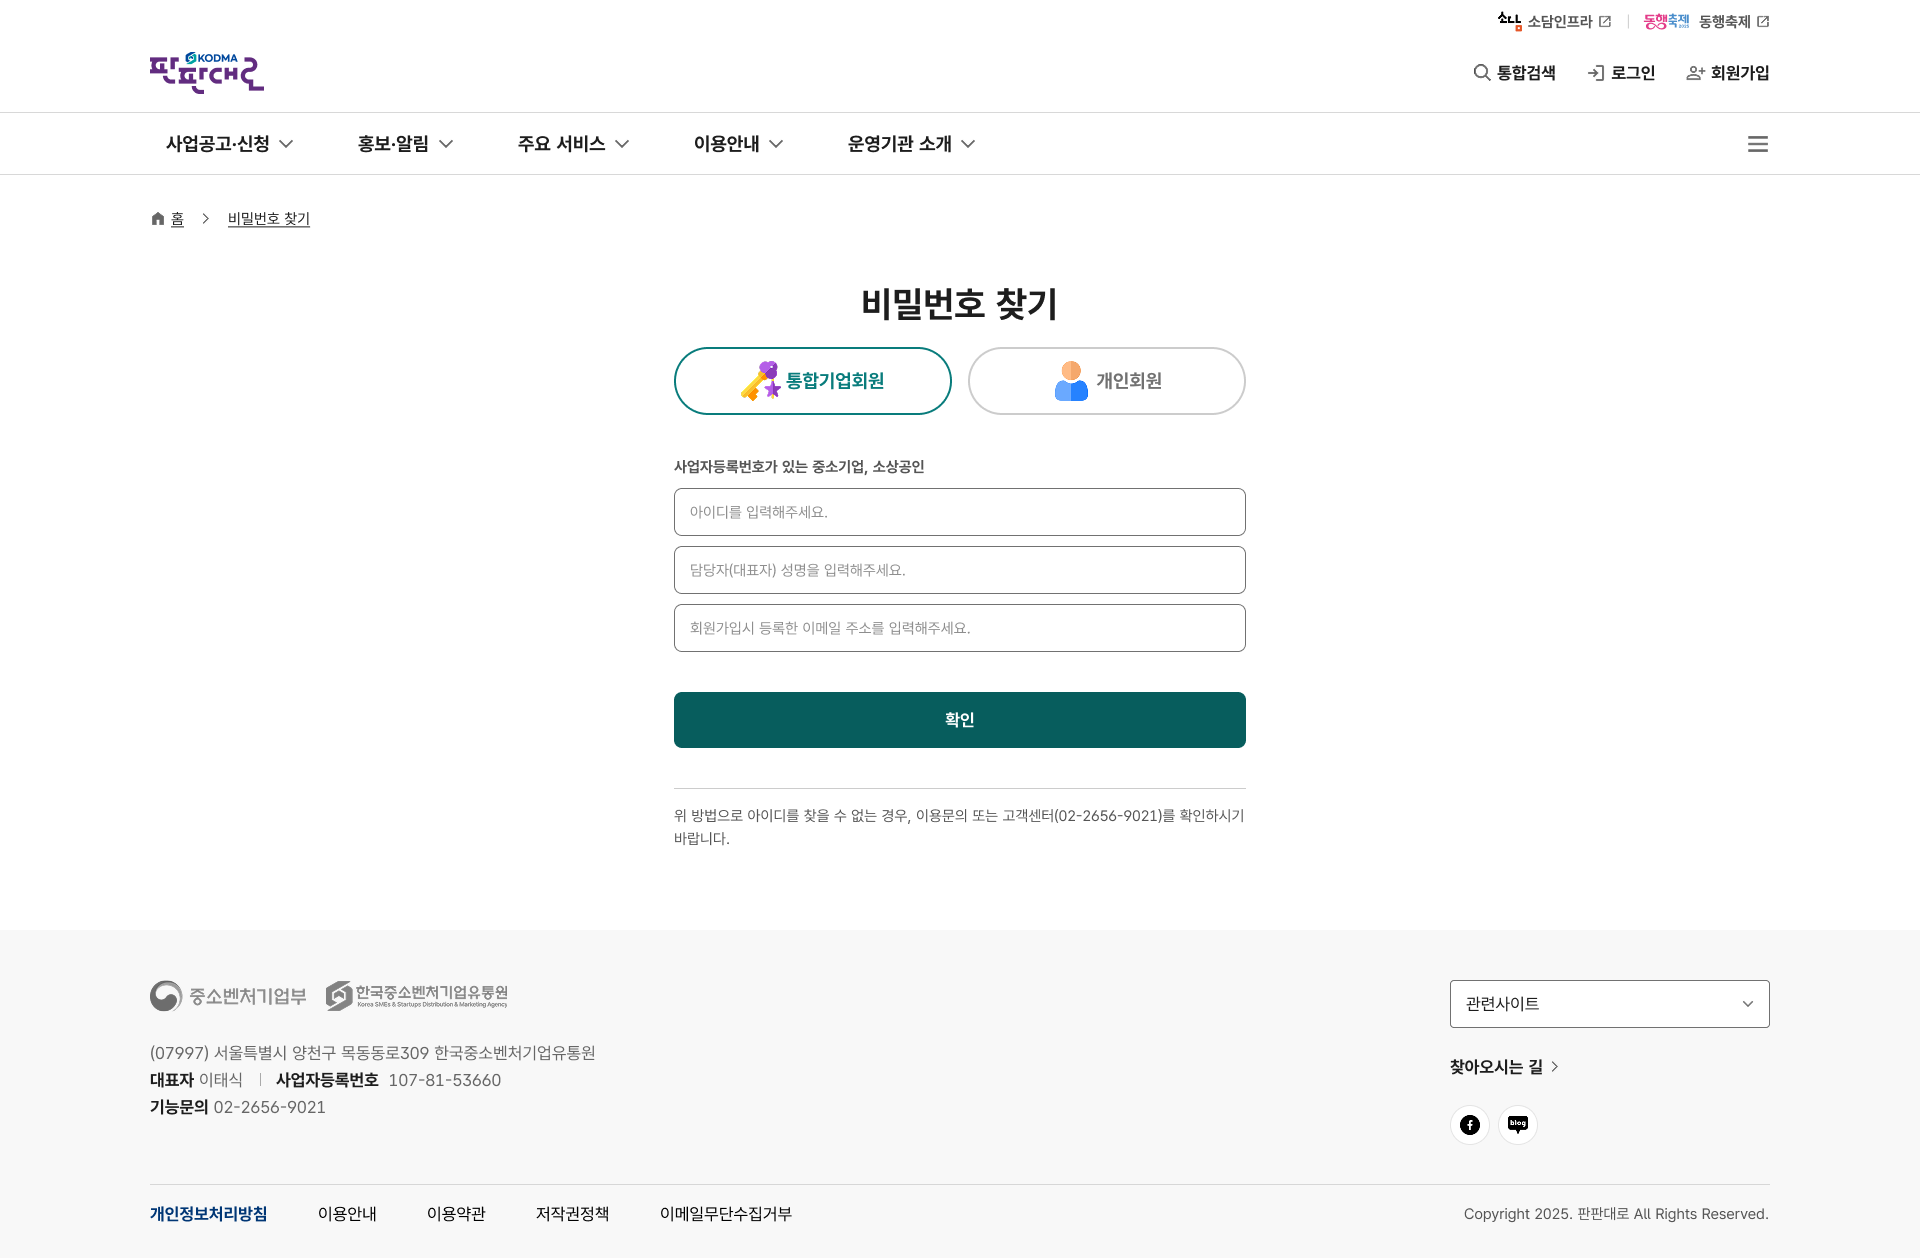 소담인프라
동행축제 2025 동행축제
KODMA
판판대로
통합검색 로그인 회원가입
사업공고·신청 홍보·알림 주요 서비스 이용안내 운영기관 소개
홈 비밀번호 찾기
비밀번호 찾기
통합기업회원 개인회원
사업자등록번호가 있는 중소기업, 소상공인
아이디를 입력해주세요.
담당자(대표자) 성명을 입력해주세요.
회원가입시 등록한 이메일 주소를 입력해주세요.
확인
위 방법으로 아이디를 찾을 수 없는 경우, 이용문의 또는 고객센터(02-2656-9021)를 확인하시기
바랍니다.
중소벤처기업부 한국중소벤처기업유통원
Korea SMEs & Startups Distribution & Marketing Agency
관련사이트
(07997) 서울특별시 양천구 목동동로309 한국중소벤처기업유통원
대표자 이태식 사업자등록번호 107-81-53660
기능문의 02-2656-9021
찾아오시는 길
blog
개인정보처리방침 이용안내 이용약관 저작권정책 이메일무단수집거부
Copyright 2025. 판판대로 All Rights Reserved.